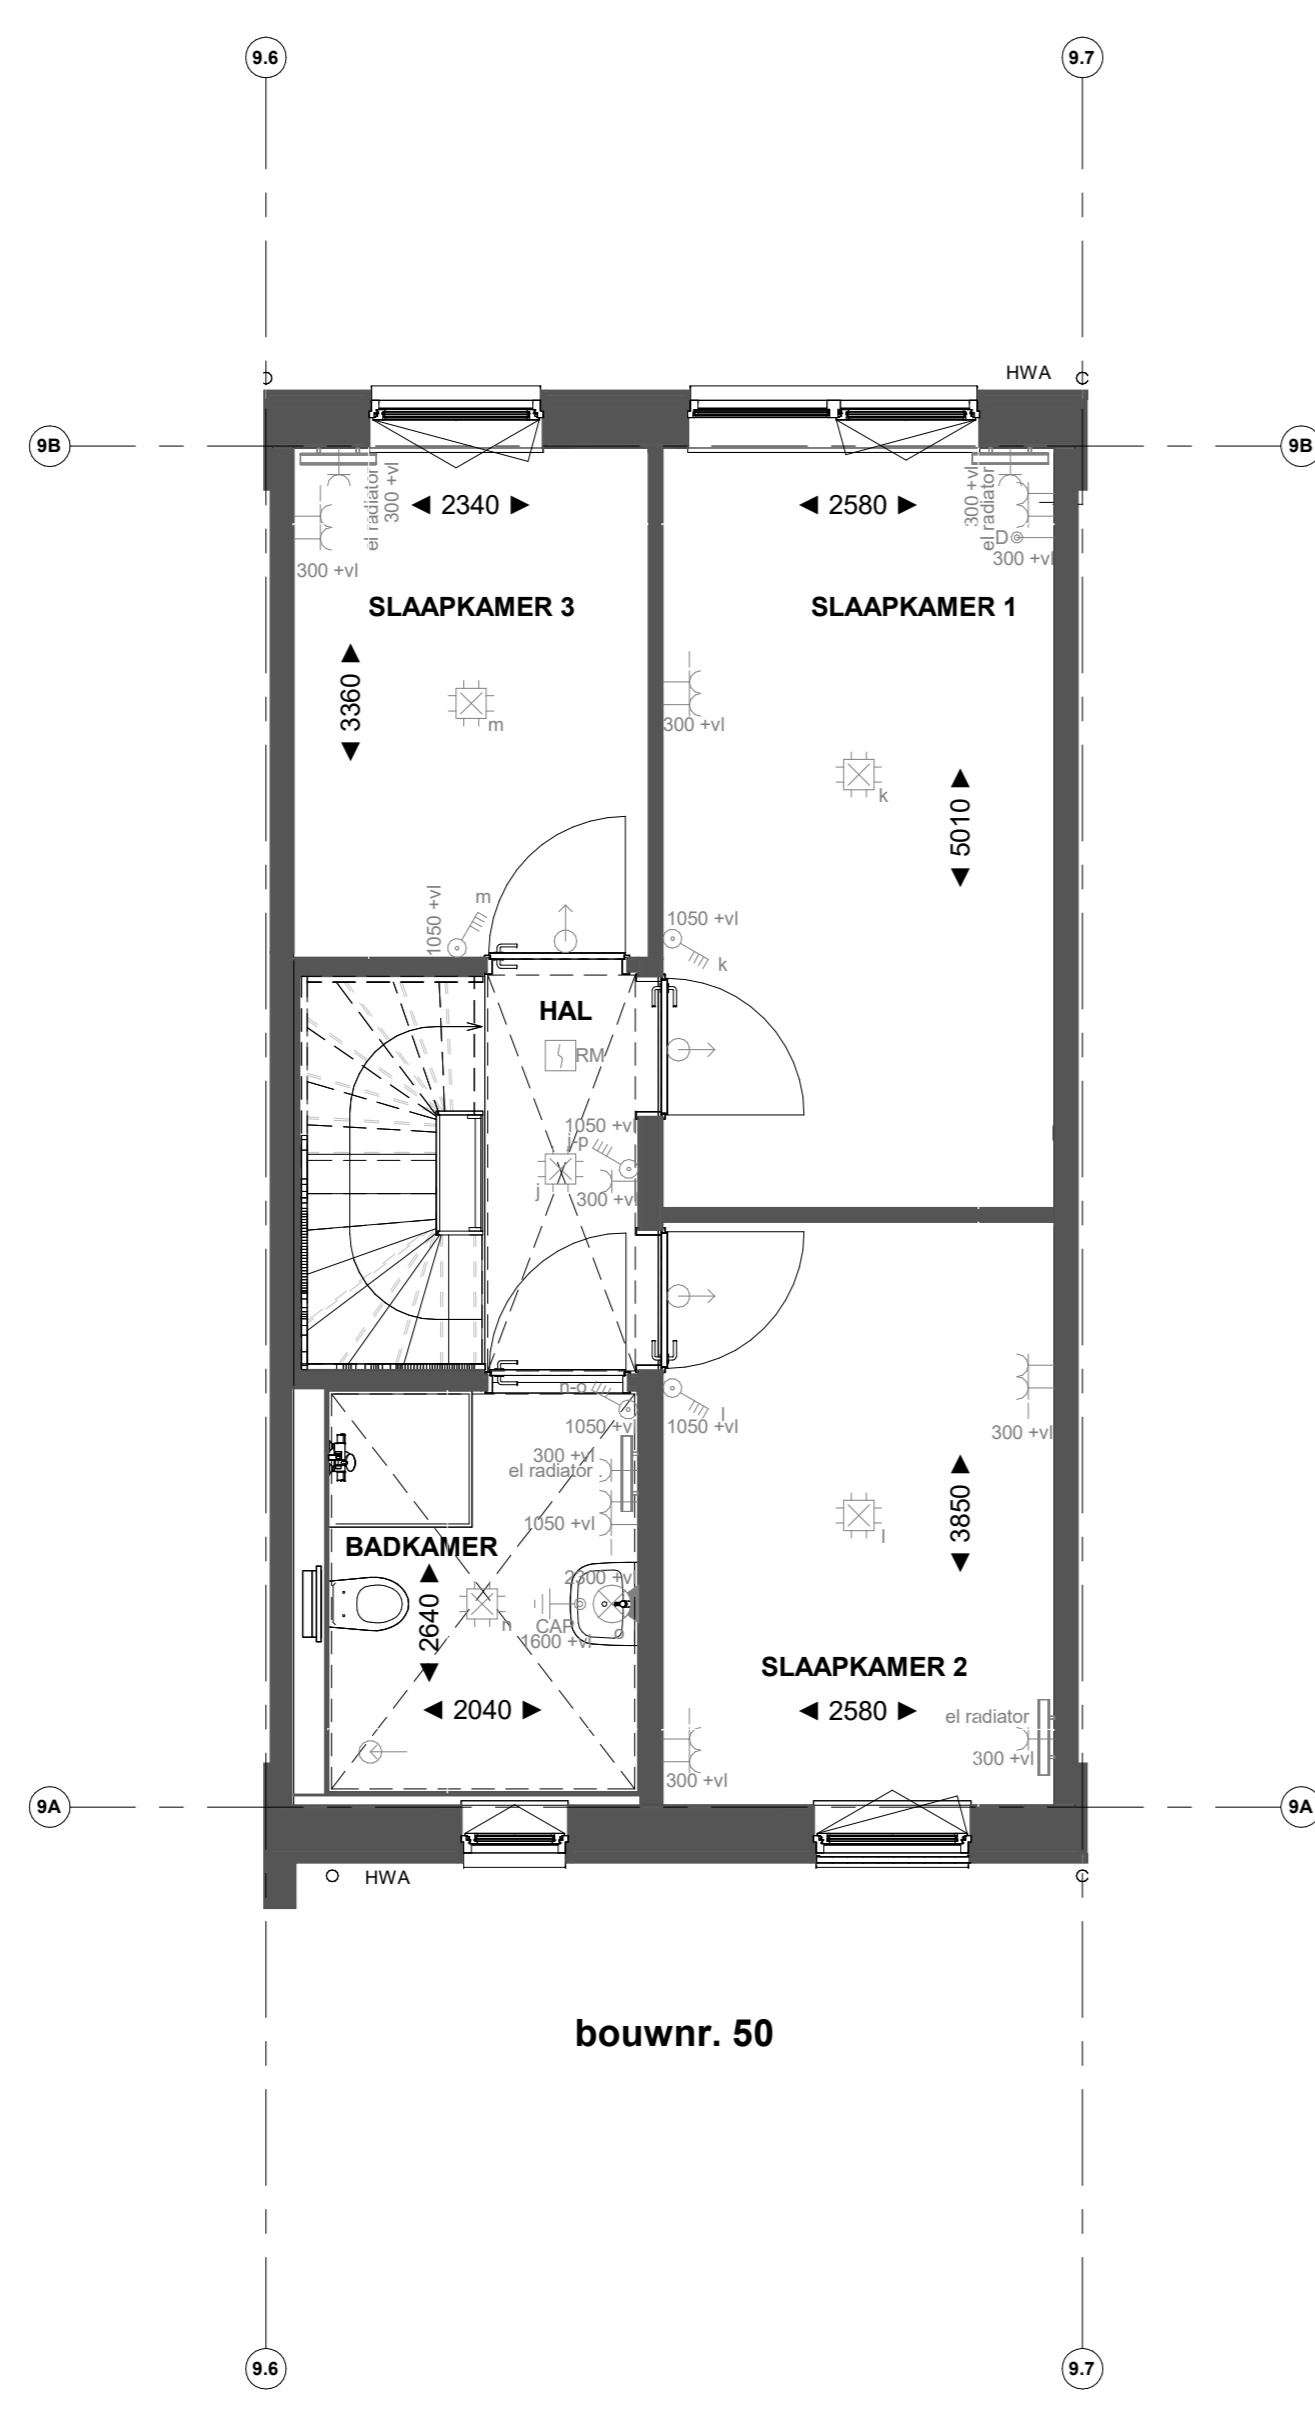 9.6
9.7
HWA
9B
9B
el radiator
300 +vl
◄ 2340 ►
◄ 2580 ►
300 +vl
el radiator
D
300 +vl
300 +vl
SLAAPKAMER 3
SLAAPKAMER 1
◄ 3360 ►
m
300 +vl
k
◄ 5010 ►
1050 +vl
m
1050 +vl
k
HAL
RM
1050 +vl
j-p
j
300 +vl
n-o
1050 +vl
l
1050 +vl
300 +vl
300 +vl
el radiator
1050 +vl
◄ 3850 ►
l
BADKAMER
2300 +vl
◄ 2640 ►
n
CAP
1600 +vl
o
SLAAPKAMER 2
◄ 2040 ►
◄ 2580 ►
el radiator
300 +vl
300 +vl
9A
9A
HWA
bouwnr. 50
9.6
9.7